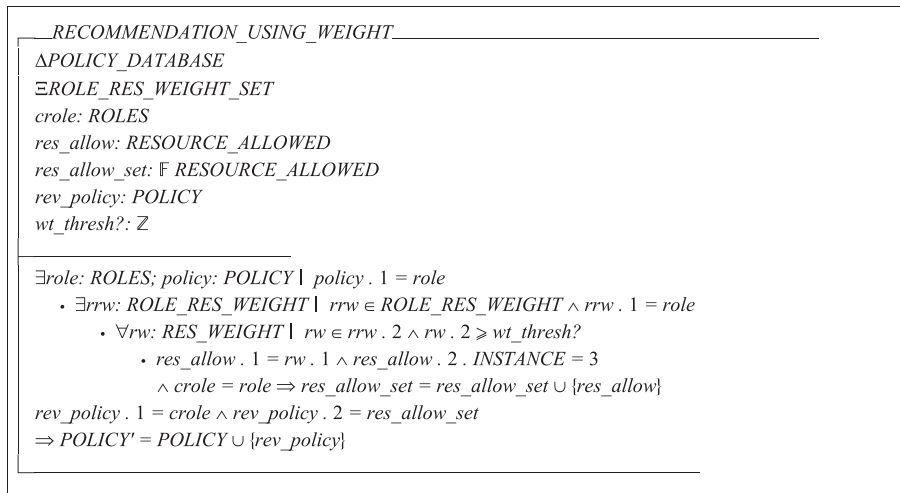 RECOMMENDATION_USING_WEIGHT
ΔPOLICY_DATABASE
ΞROLE_RES_WEIGHT_SET
crole: ROLES
res_allow: RESOURCE_ALLOWED
res_allow_set: 𝔽 RESOURCE_ALLOWED
rev_policy: POLICY
wt_thresh?: ℤ
∃role: ROLES; policy: POLICY | policy . 1 = role
• ∃rrw: ROLE_RES_WEIGHT | rrw ∈ ROLE_RES_WEIGHT ∧ rrw . 1 = role
• ∀rw: RES_WEIGHT | rw ∈ rrw . 2 ∧ rw . 2 ⩾ wt_thresh?
• res_allow . 1 = rw . 1 ∧ res_allow . 2 . INSTANCE = 3
∧ crole = role ⇒ res_allow_set = res_allow_set ∪ {res_allow}
rev_policy . 1 = crole ∧ rev_policy . 2 = res_allow_set
⇒ POLICY' = POLICY ∪ {rev_policy}